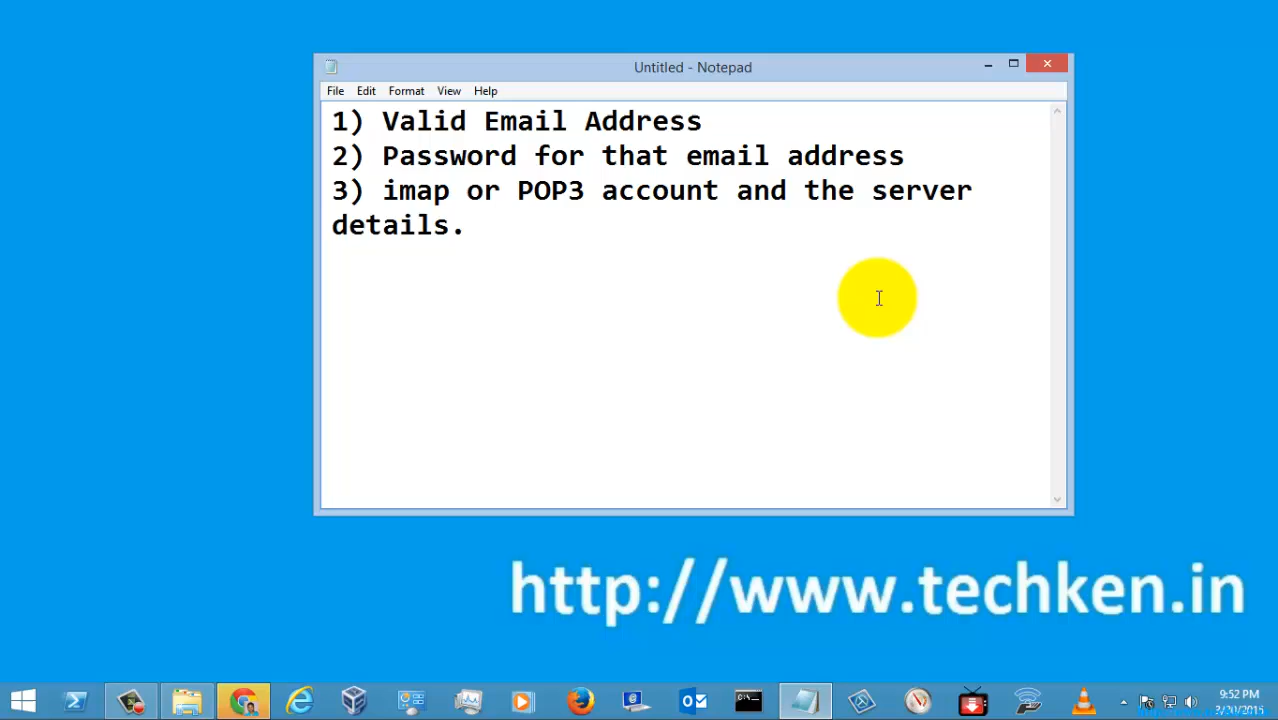 Untitled - Notepad
File Edit Format View Help
1) Valid Email Address
2) Password for that email address
3) imap or POP3 account and the server
details.
http://www.techken.in
9:52 PM